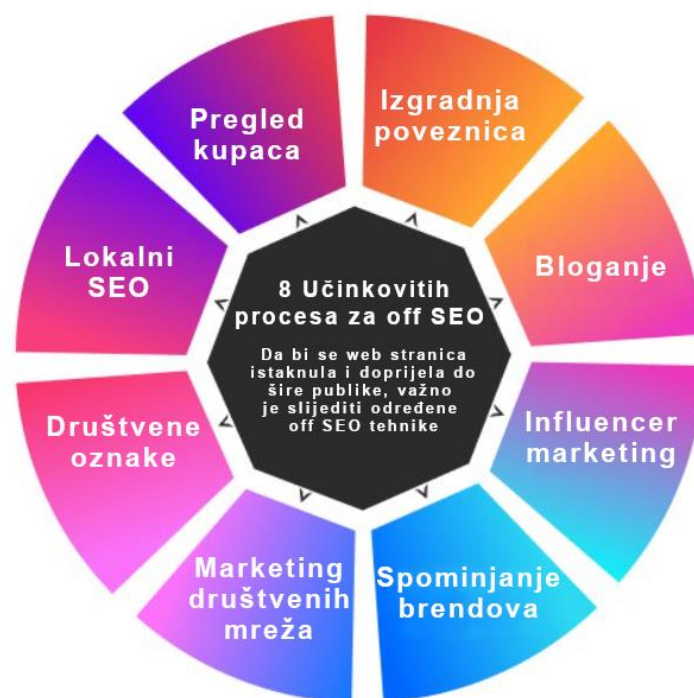 8 Učinkovitih
procesa za off SEO
Da bi se web stranica
istaknula i doprijela do
šire publike, važno
je slijediti određene
off SEO tehnike
Izgradnja
poveznica
Bloganje
Influencer
marketing
Spominjanje
brendova
Marketing
društvenih
mreža
Društvene
oznake
Lokalni
SEO
Pregled
kupaca